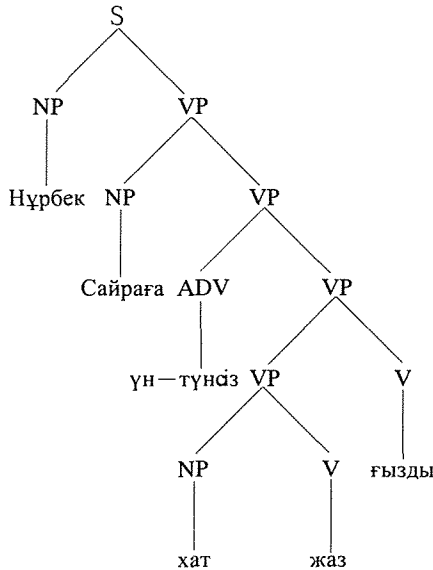 S
NP VP
Нұрбек NP VP
Сайраға ADV VP
үн—түнсіз VP V
NP V ғызды
хат жаз